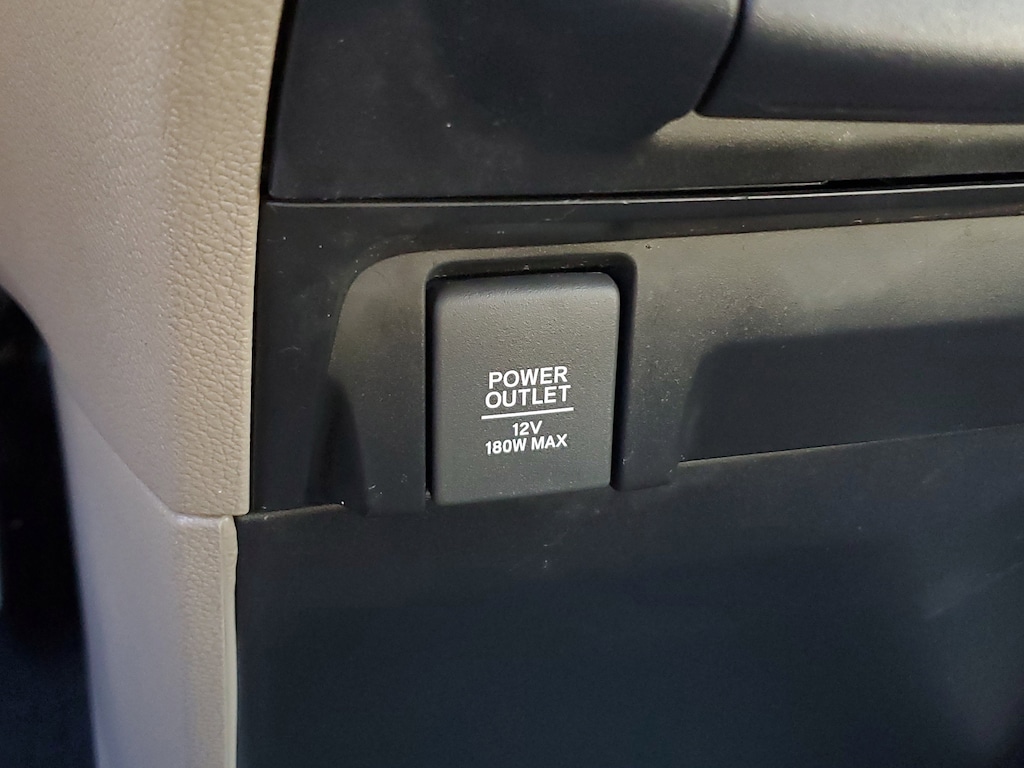 POWER
OUTLET
12V
180W MAX